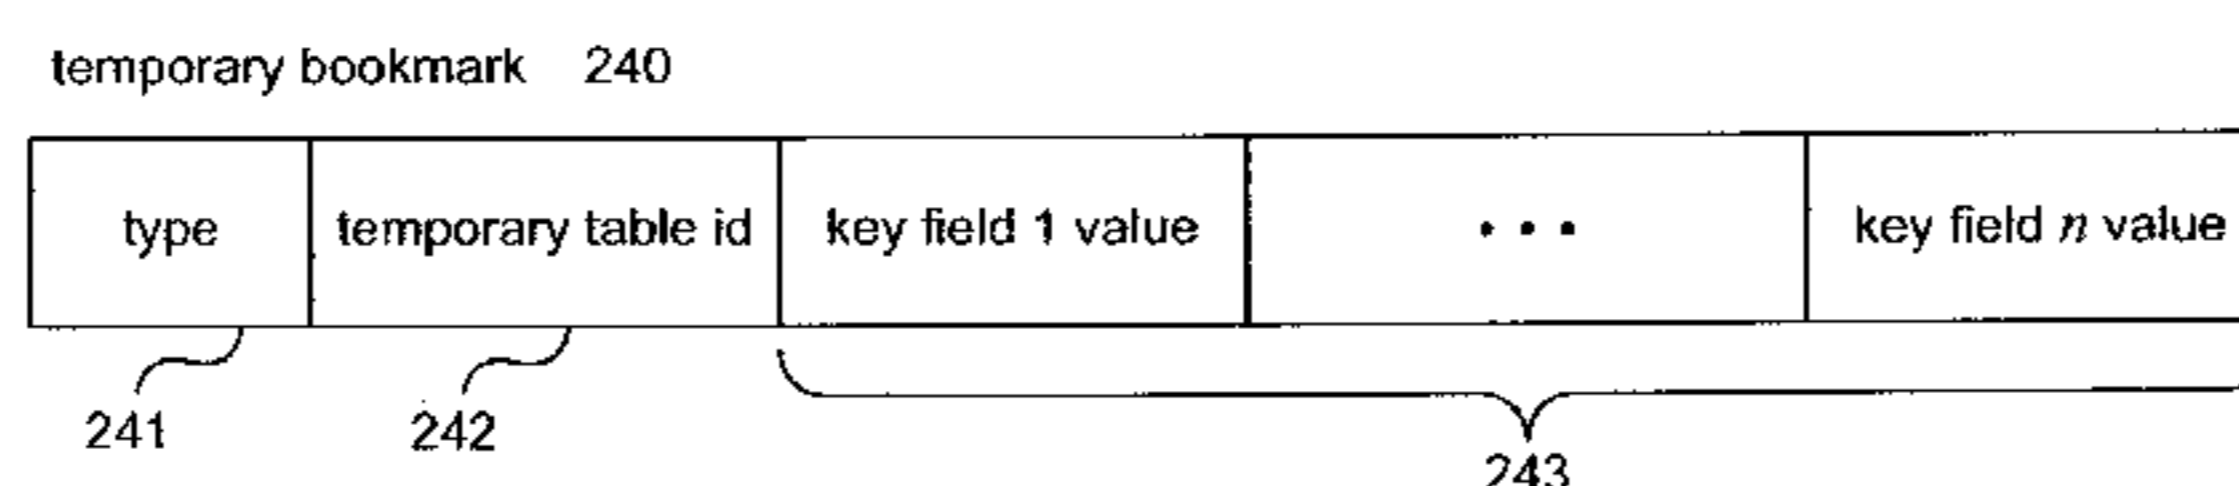 temporary bookmark 240
type temporary table id key field 1 value • • • key field n value
241 242 243